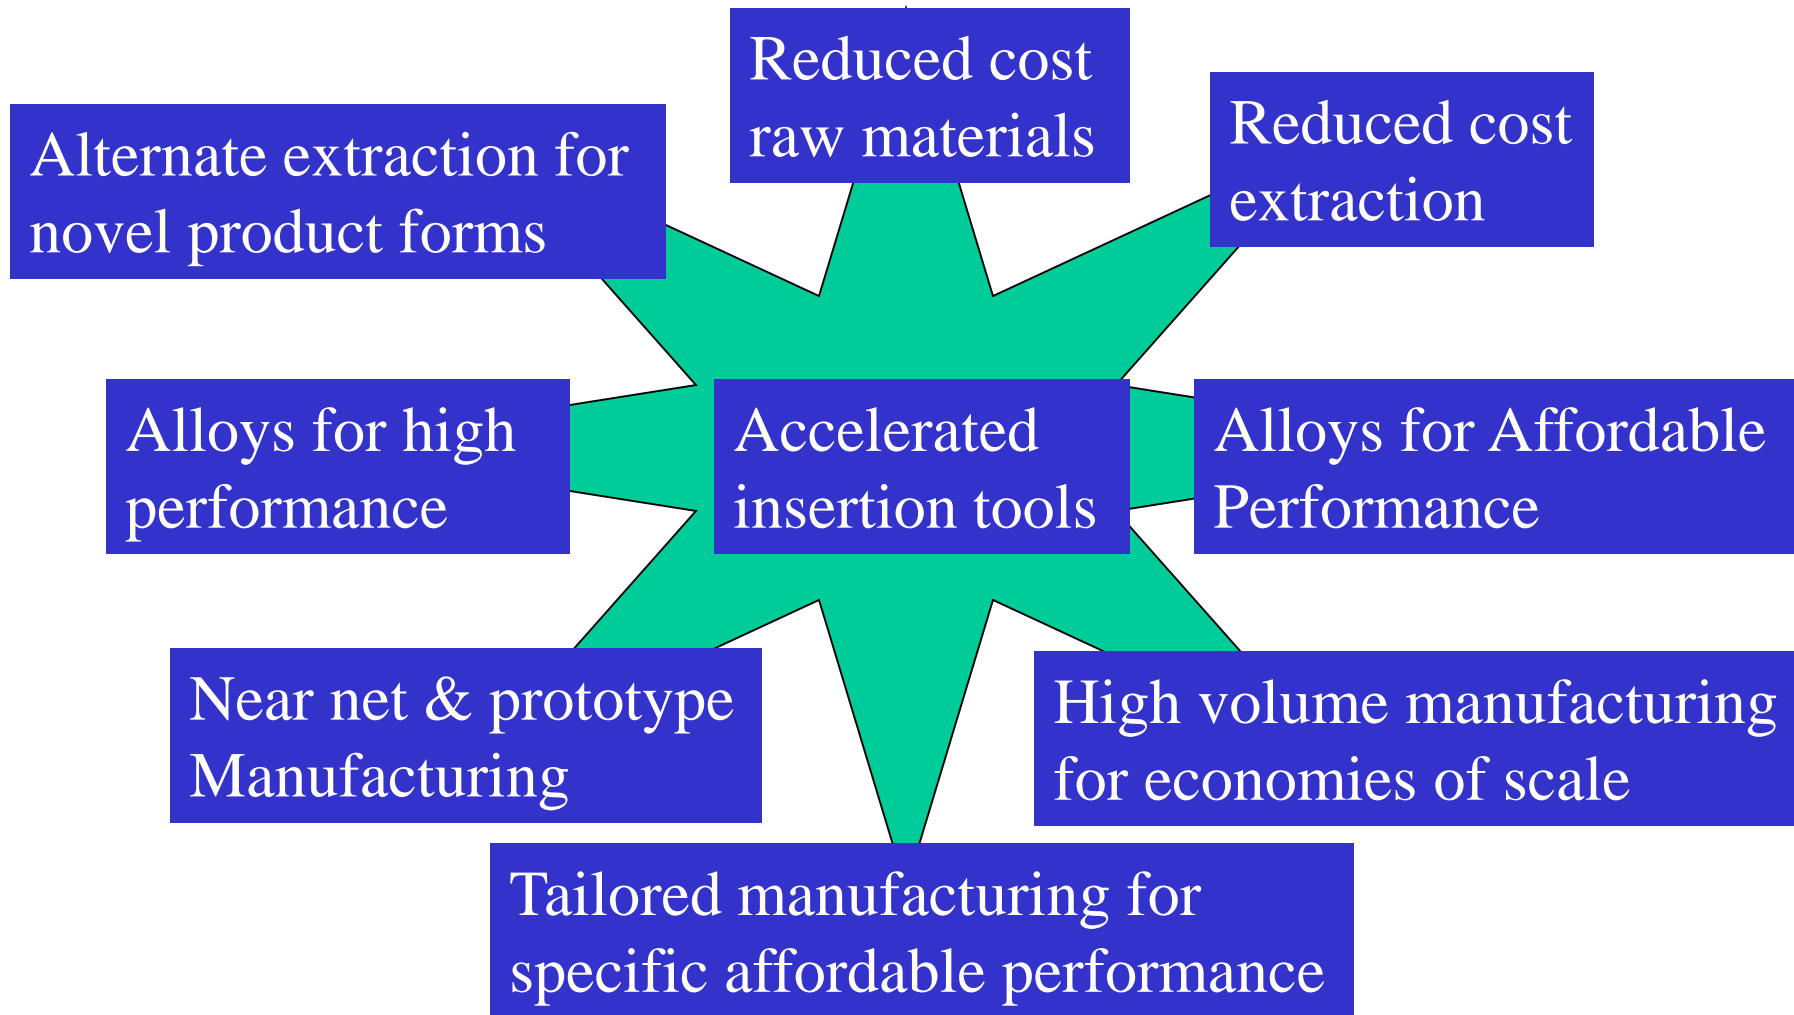 Reduced cost
raw materials
Reduced cost
extraction
Alternate extraction for
novel product forms
Alloys for high
performance
Accelerated
insertion tools
Alloys for Affordable
Performance
Near net & prototype
Manufacturing
High volume manufacturing
for economies of scale
Tailored manufacturing for
specific affordable performance